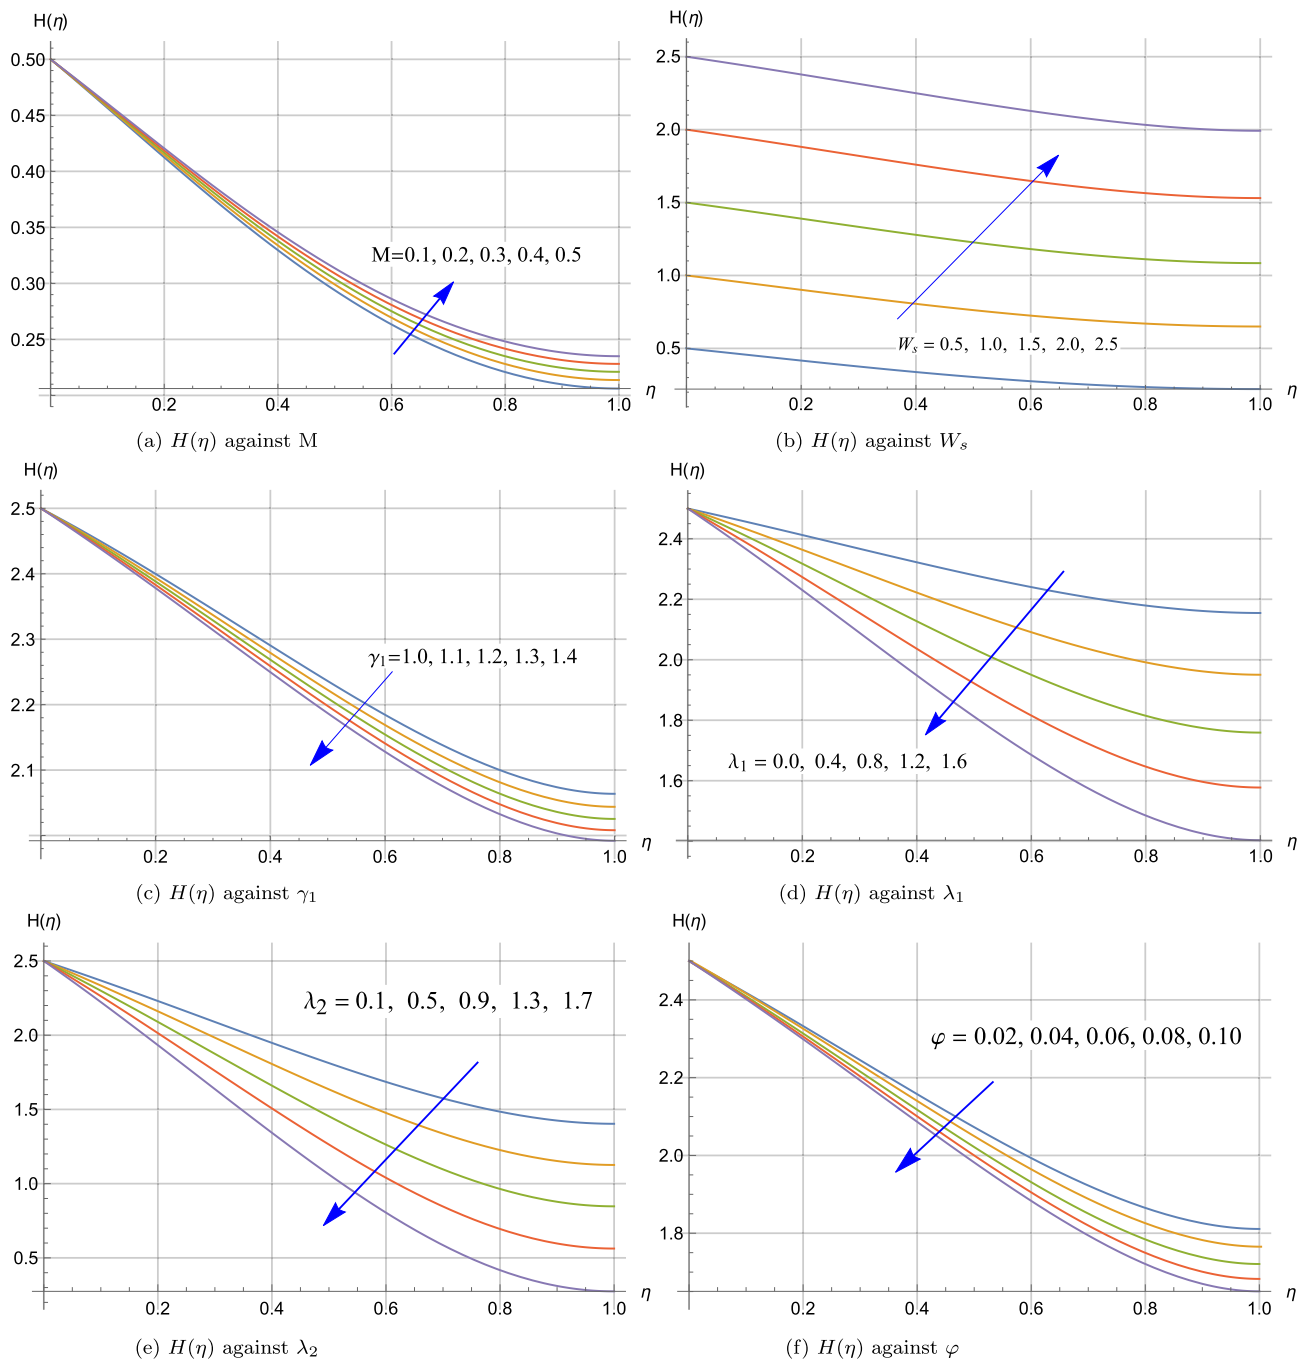 H(η)
0.50
0.45
0.40
0.35
0.30
0.25
M=0.1, 0.2, 0.3, 0.4, 0.5
0.2 0.4 0.6 0.8 1.0 η
(a) H(η) against M
H(η)
2.5
2.0
1.5
1.0
0.5
W_s = 0.5, 1.0, 1.5, 2.0, 2.5
0.2 0.4 0.6 0.8 1.0 η
(b) H(η) against W_s
H(η)
2.5
2.4
2.3
2.2
2.1
γ₁=1.0, 1.1, 1.2, 1.3, 1.4
0.2 0.4 0.6 0.8 1.0 η
(c) H(η) against γ₁
H(η)
2.4
2.2
2.0
1.8
1.6
λ₁ = 0.0, 0.4, 0.8, 1.2, 1.6
0.2 0.4 0.6 0.8 1.0 η
(d) H(η) against λ₁
H(η)
2.5
2.0
1.5
1.0
0.5
λ₂ = 0.1, 0.5, 0.9, 1.3, 1.7
0.2 0.4 0.6 0.8 1.0 η
(e) H(η) against λ₂
H(η)
2.4
2.2
2.0
1.8
φ = 0.02, 0.04, 0.06, 0.08, 0.10
0.2 0.4 0.6 0.8 1.0 η
(f) H(η) against φ